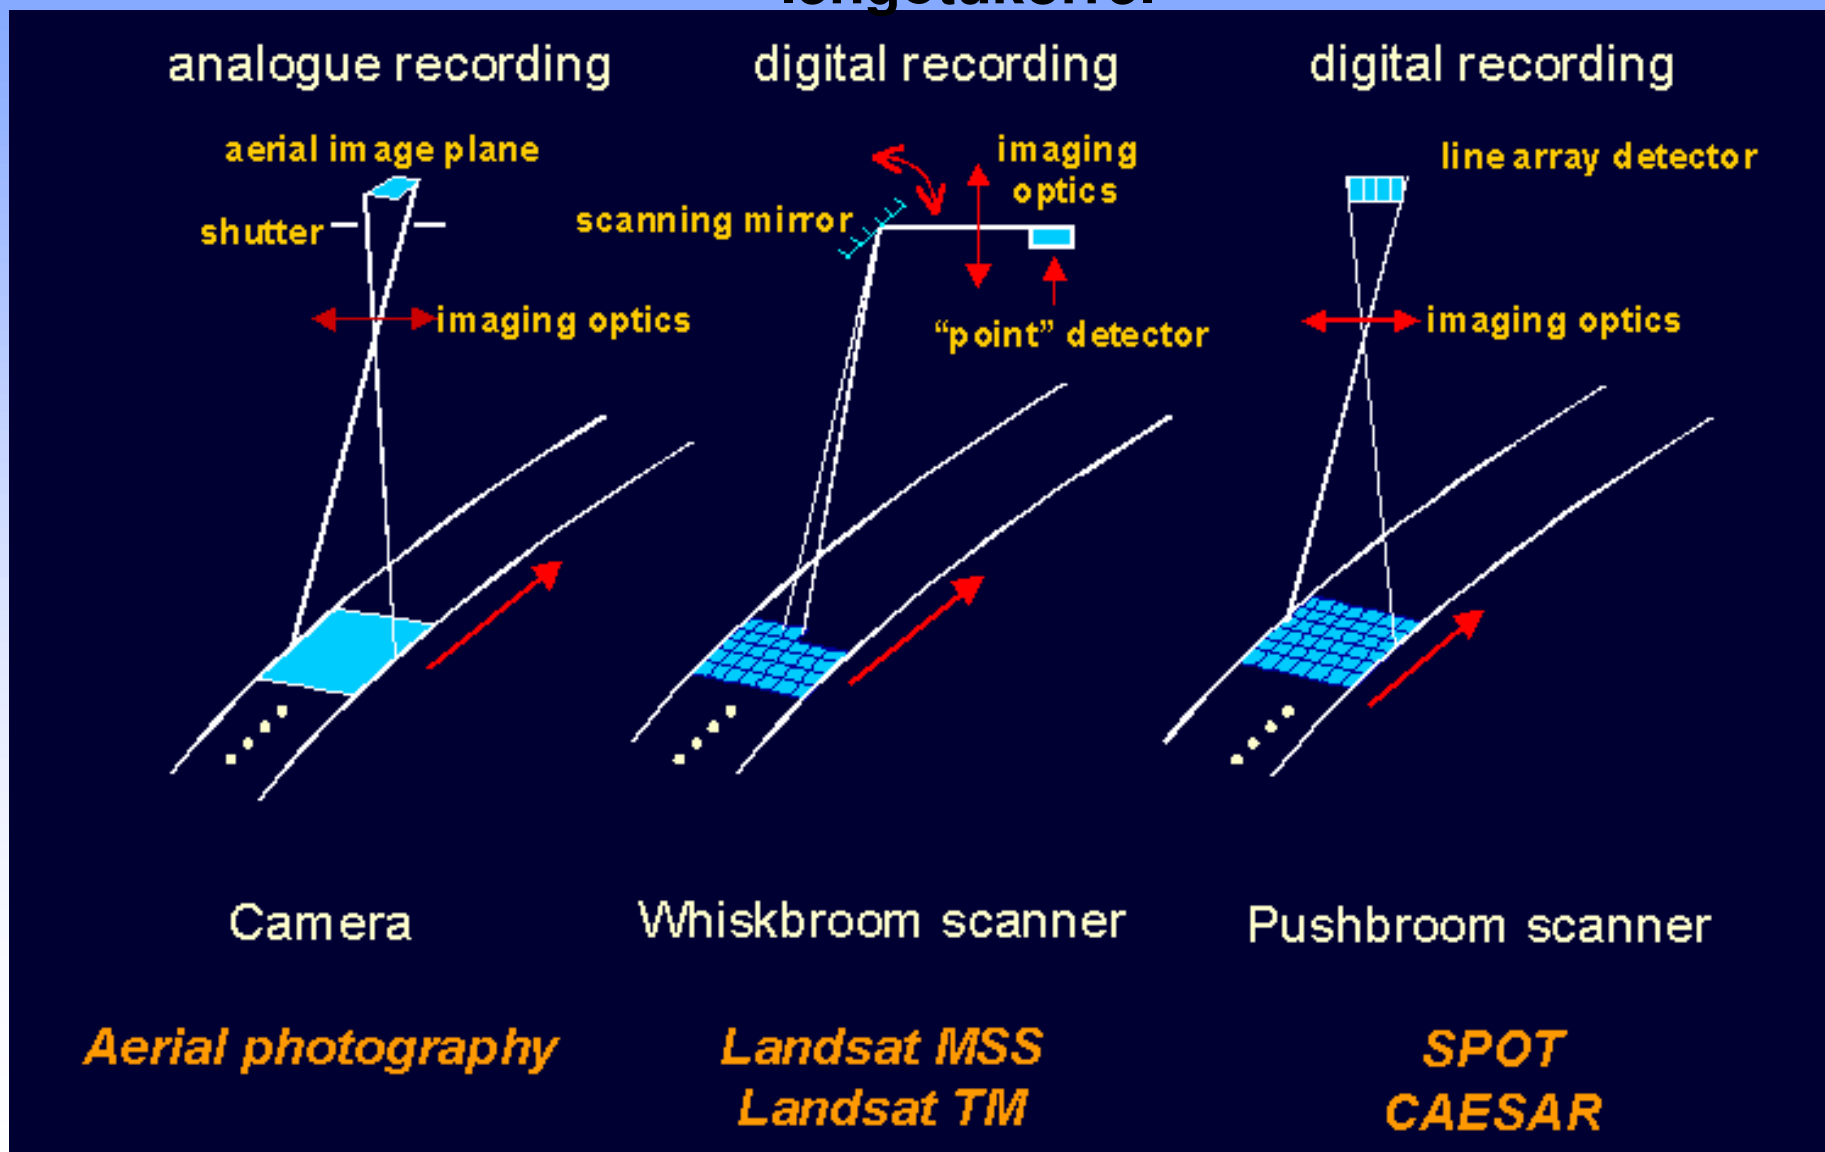 analogue recording
digital recording
digital recording
aerial image plane
shutter
imaging optics
scanning mirror
imaging
optics
“point” detector
line array detector
imaging optics
Camera
Whiskbroom scanner
Pushbroom scanner
Aerial photography
Landsat MSS
Landsat TM
SPOT
CAESAR